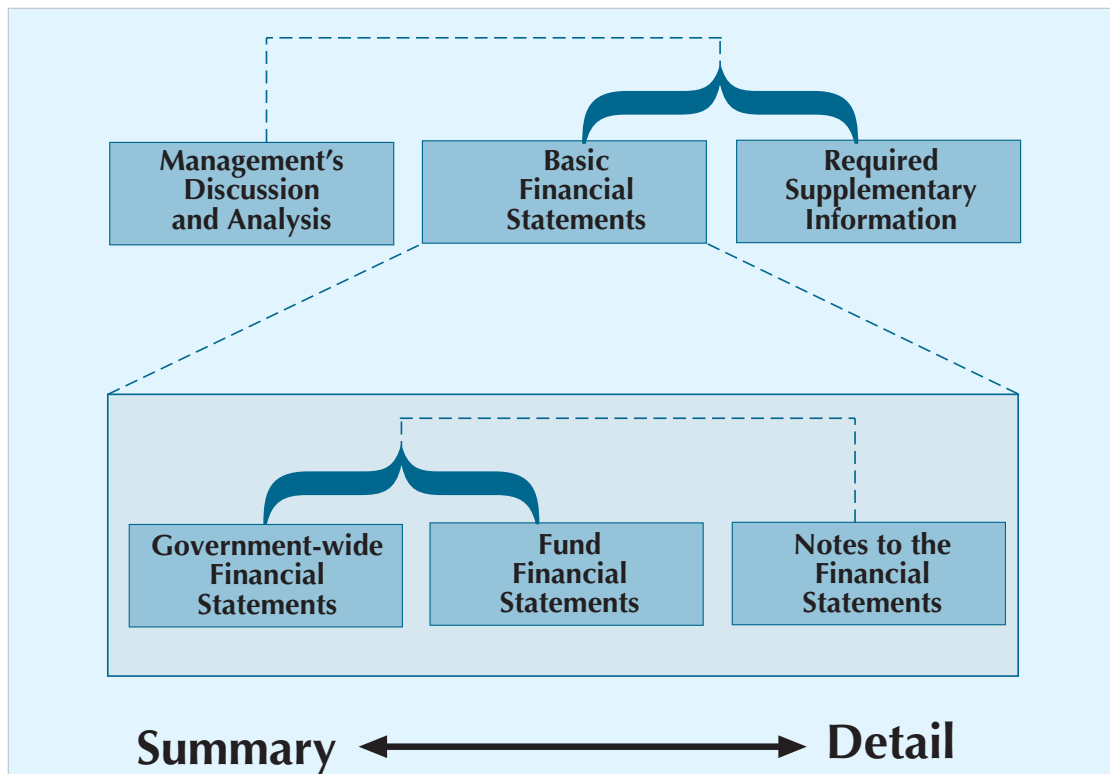 Management’s
Discussion
and Analysis
Basic
Financial
Statements
Required
Supplementary
Information
Government-wide
Financial
Statements
Fund
Financial
Statements
Notes to the
Financial
Statements
Summary
Detail